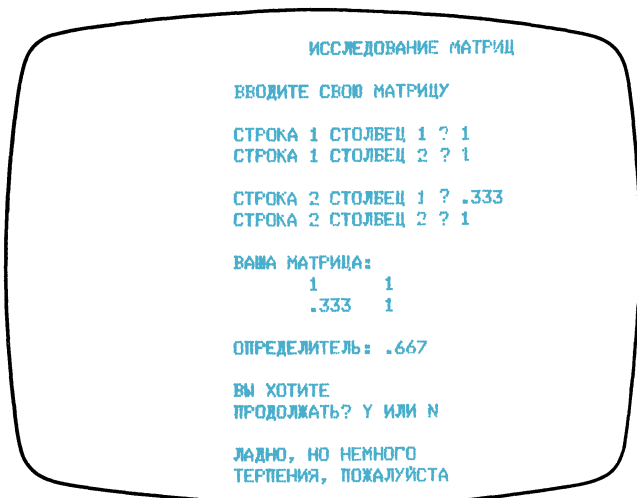 ИССЛЕДОВАНИЕ МАТРИЦ
ВВОДИТЕ СВОЮ МАТРИЦУ
СТРОКА 1 СТОЛБЕЦ 1 ? 1
СТРОКА 1 СТОЛБЕЦ 2 ? 1
СТРОКА 2 СТОЛБЕЦ 1 ? .333
СТРОКА 2 СТОЛБЕЦ 2 ? 1
ВАША МАТРИЦА:
1 1
.333 1
ОПРЕДЕЛИТЕЛЬ: .667
ВЫ ХОТИТЕ
ПРОДОЛЖАТЬ? Y ИЛИ N
ЛАДНО, НО НЕМНОГО
ТЕРПЕНИЯ, ПОЖАЛУЙСТА